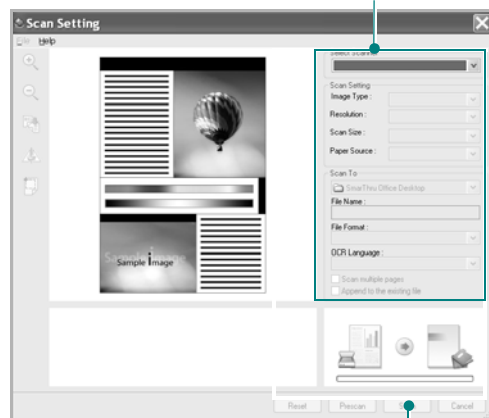 Scan Setting
File Help
Select Scanner
Scan Setting
Image Type :
Resolution :
Scan Size :
Paper Source :
Scan To
SmarThru Office Desktop
File Name :
File Format :
OCR Language :
Scan multiple pages
Append to the existing file
Sample image
Sample image
Reset Prescan Cancel